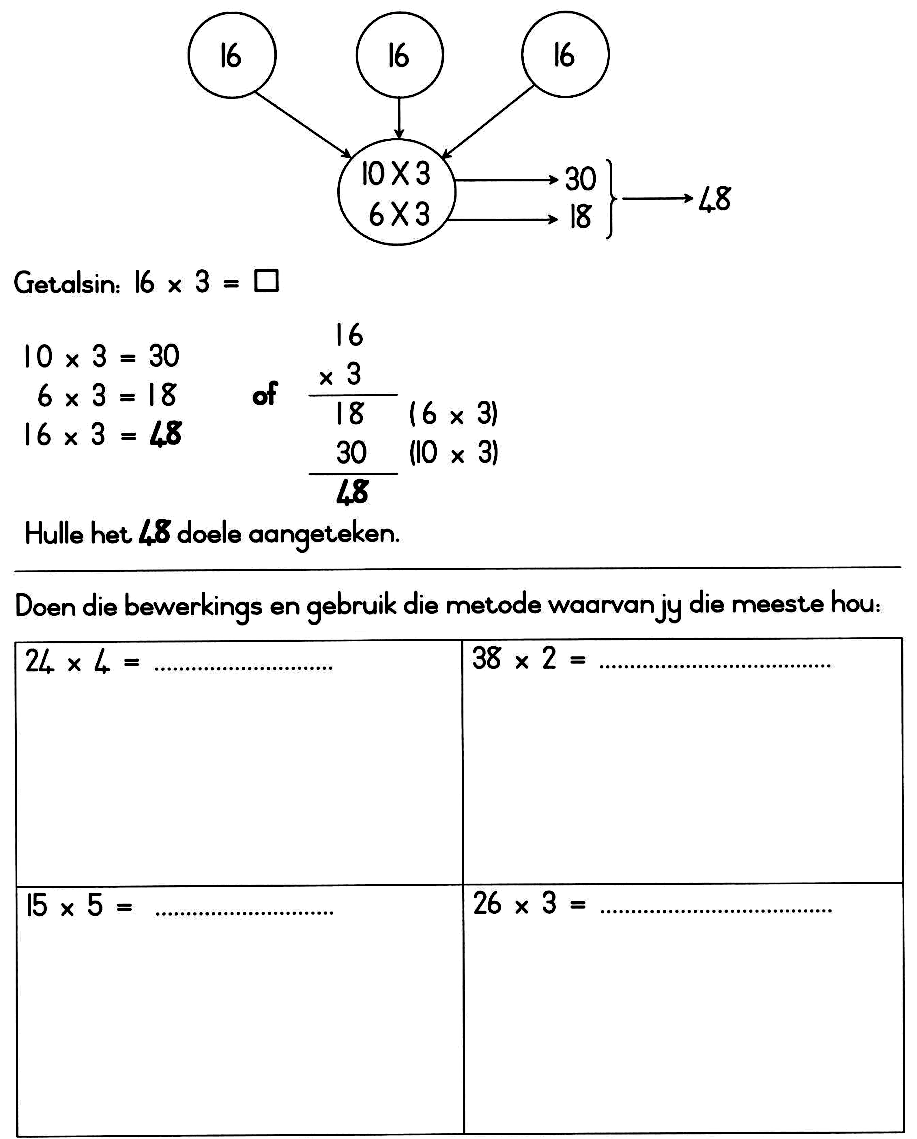 16 16 16
10 X 3 30
6 X 3 18
48
Getalsin: 16 x 3 = □
10 x 3 = 30
6 x 3 = 18
16 x 3 = 48
of
16
x 3
18 (6 x 3)
30 (10 x 3)
48
Hulle het 48 doele aangeteken.
Doen die bewerkings en gebruik die metode waarvan jy die meeste hou:
24 x 4 = .............................
38 x 2 = ......................................
15 x 5 = .............................
26 x 3 = ......................................